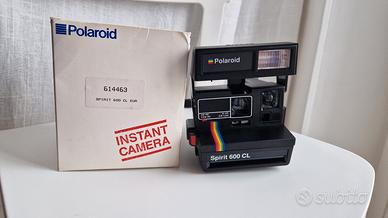 Polaroid
614463
SPIRIT 600 CL EUR
INSTANT
CAMERA
Polaroid
Spirit 600 CL
subito